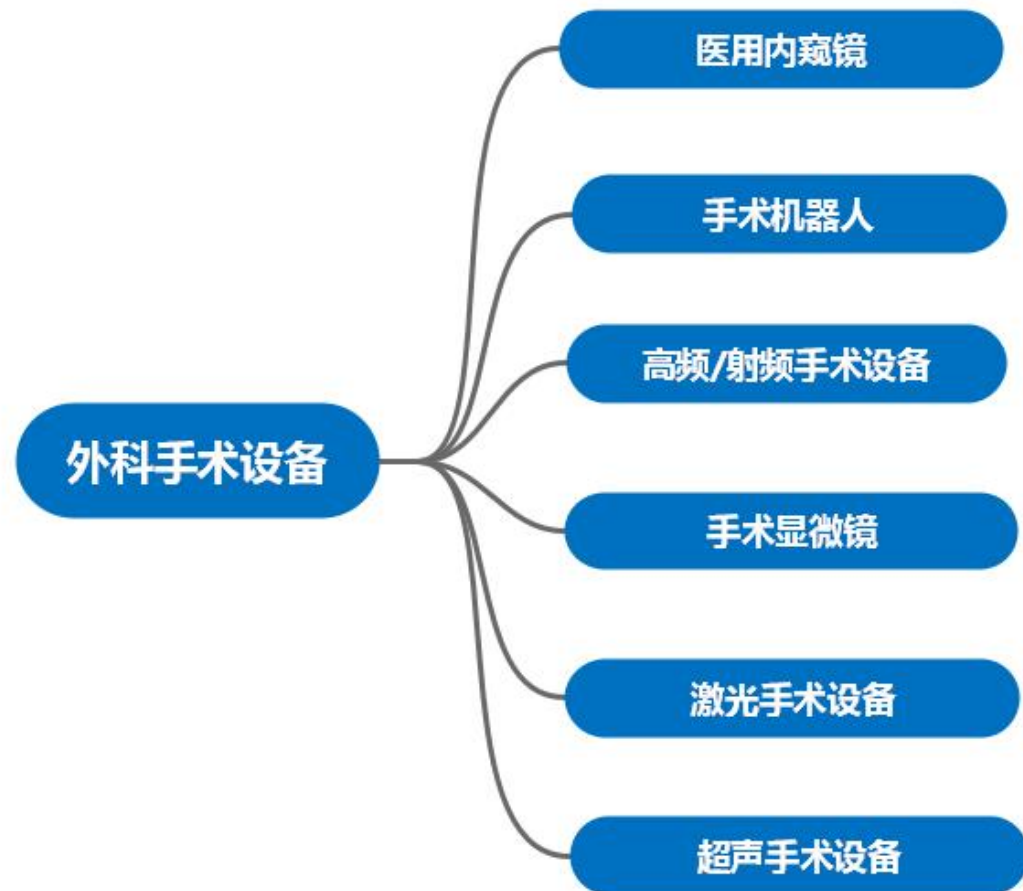 医用内窥镜
手术机器人
高频/射频手术设备
外科手术设备
手术显微镜
激光手术设备
超声手术设备